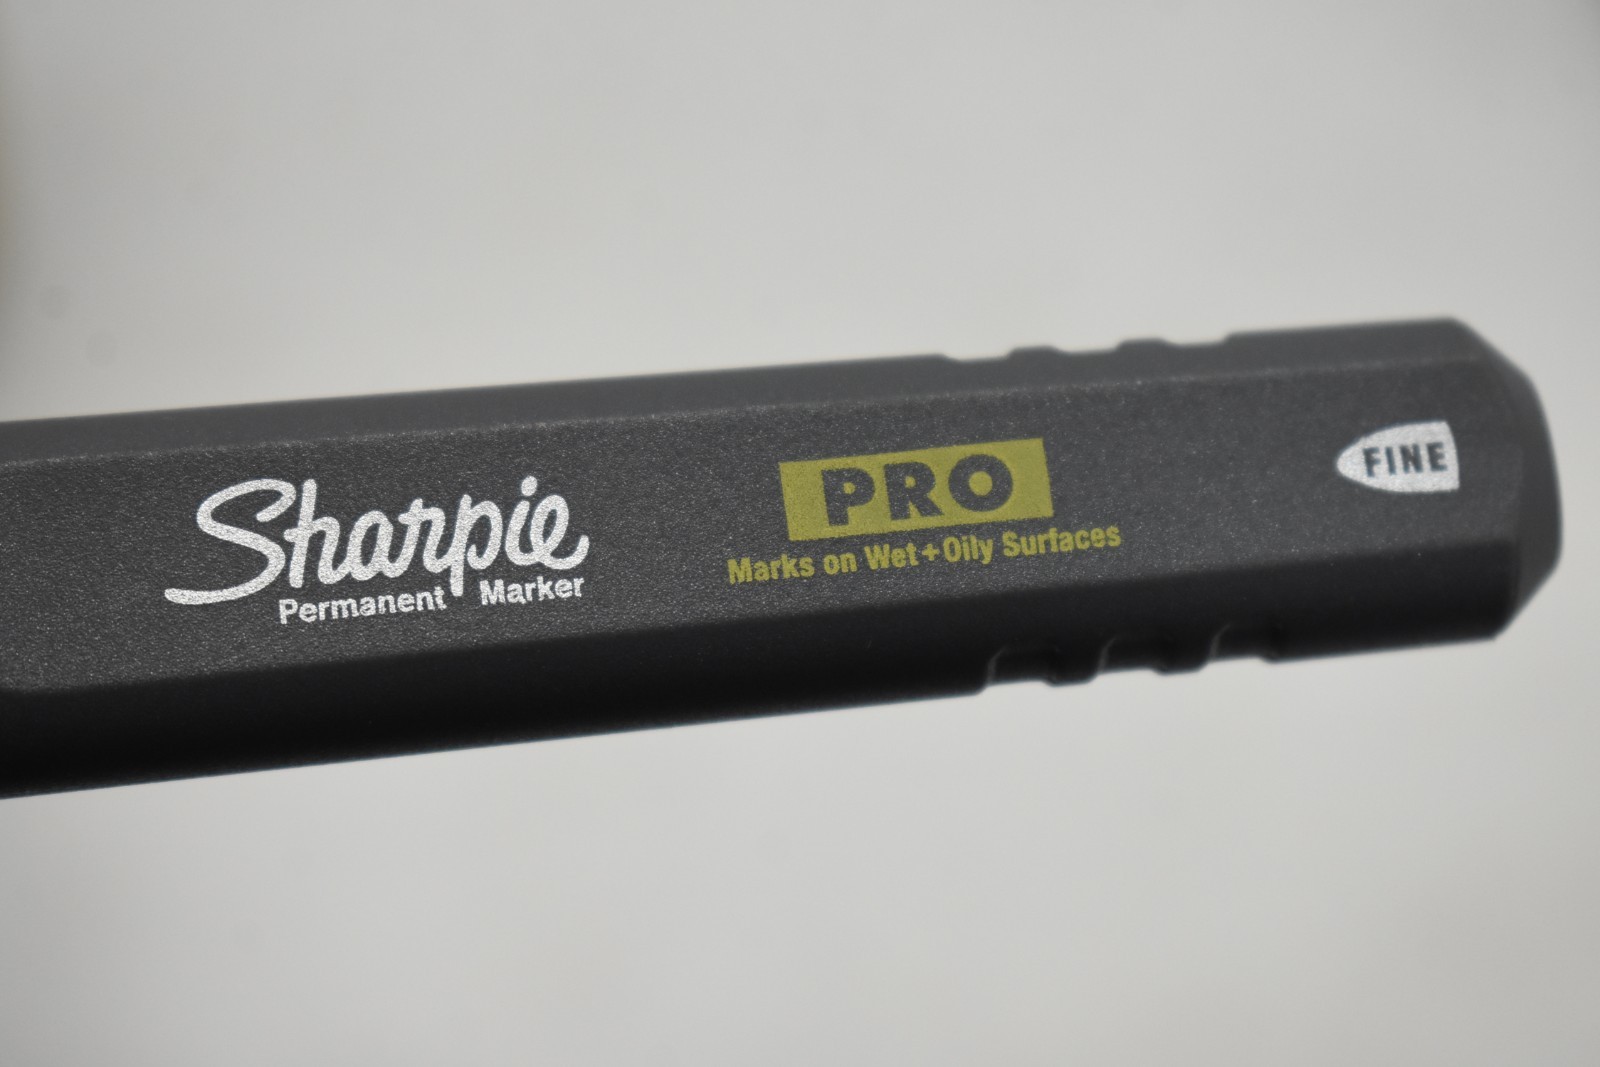 Sharpie
Permanent Marker
PRO
Marks on Wet+Oily Surfaces
FINE